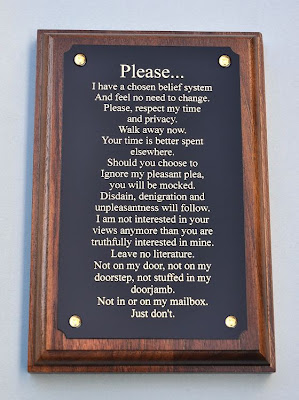 Please...
I have a chosen belief system
And feel no need to change.
Please, respect my time
and privacy.
Walk away now.
Your time is better spent
elsewhere.
Should you choose to
Ignore my pleasant plea,
you will be mocked.
Disdain, denigration and
unpleasantness will follow.
I am not interested in your
views anymore than you are
truthfully interested in mine.
Leave no literature.
Not on my door, not on my
doorstep, not stuffed in my
doorjamb.
Not in or on my mailbox.
Just don't.